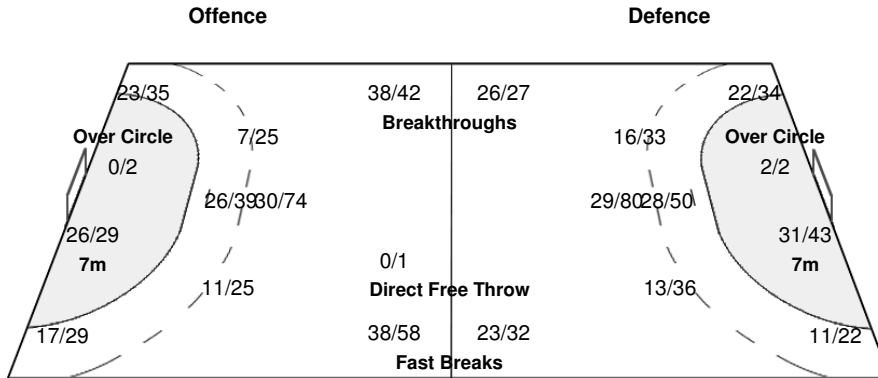 Offence Defence
23/35 38/42 26/27 22/34
Breakthroughs
Over Circle 7/25 16/33 Over Circle
0/2 2/2
26/39 30/74 29/80 28/50
26/29 31/43
7m 0/1 7m
11/25 Direct Free Throw 13/36
17/29 38/58 23/32 11/22
Fast Breaks